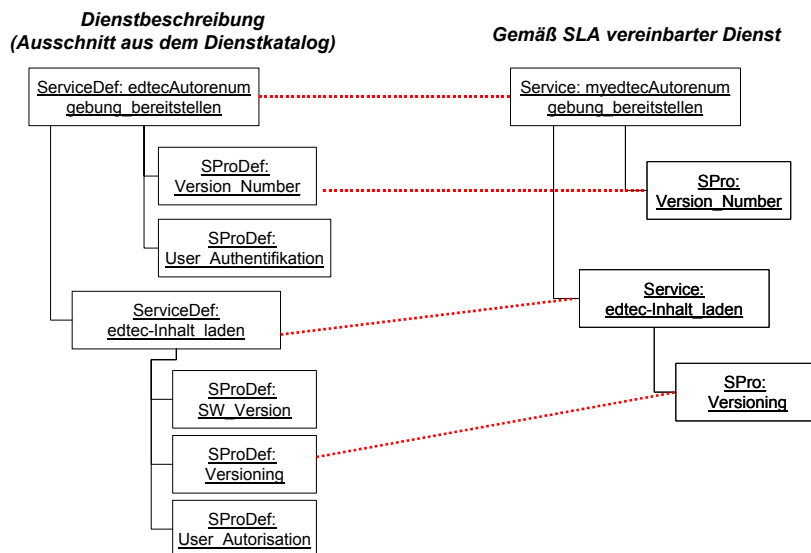 Dienstbeschreibung
(Ausschnitt aus dem Dienstkatalog)
Gemäß SLA vereinbarter Dienst
ServiceDef: edtecAutorenum
gebung_bereitstellen
Service: myedtecAutorenum
gebung_bereitstellen
SProDef:
Version_Number
SPro:
Version_Number
SProDef:
User_Authentifikation
ServiceDef:
edtec-Inhalt_laden
Service:
edtec-Inhalt_laden
SProDef:
SW_Version
SPro:
Versioning
SProDef:
Versioning
SProDef:
User_Autorisation